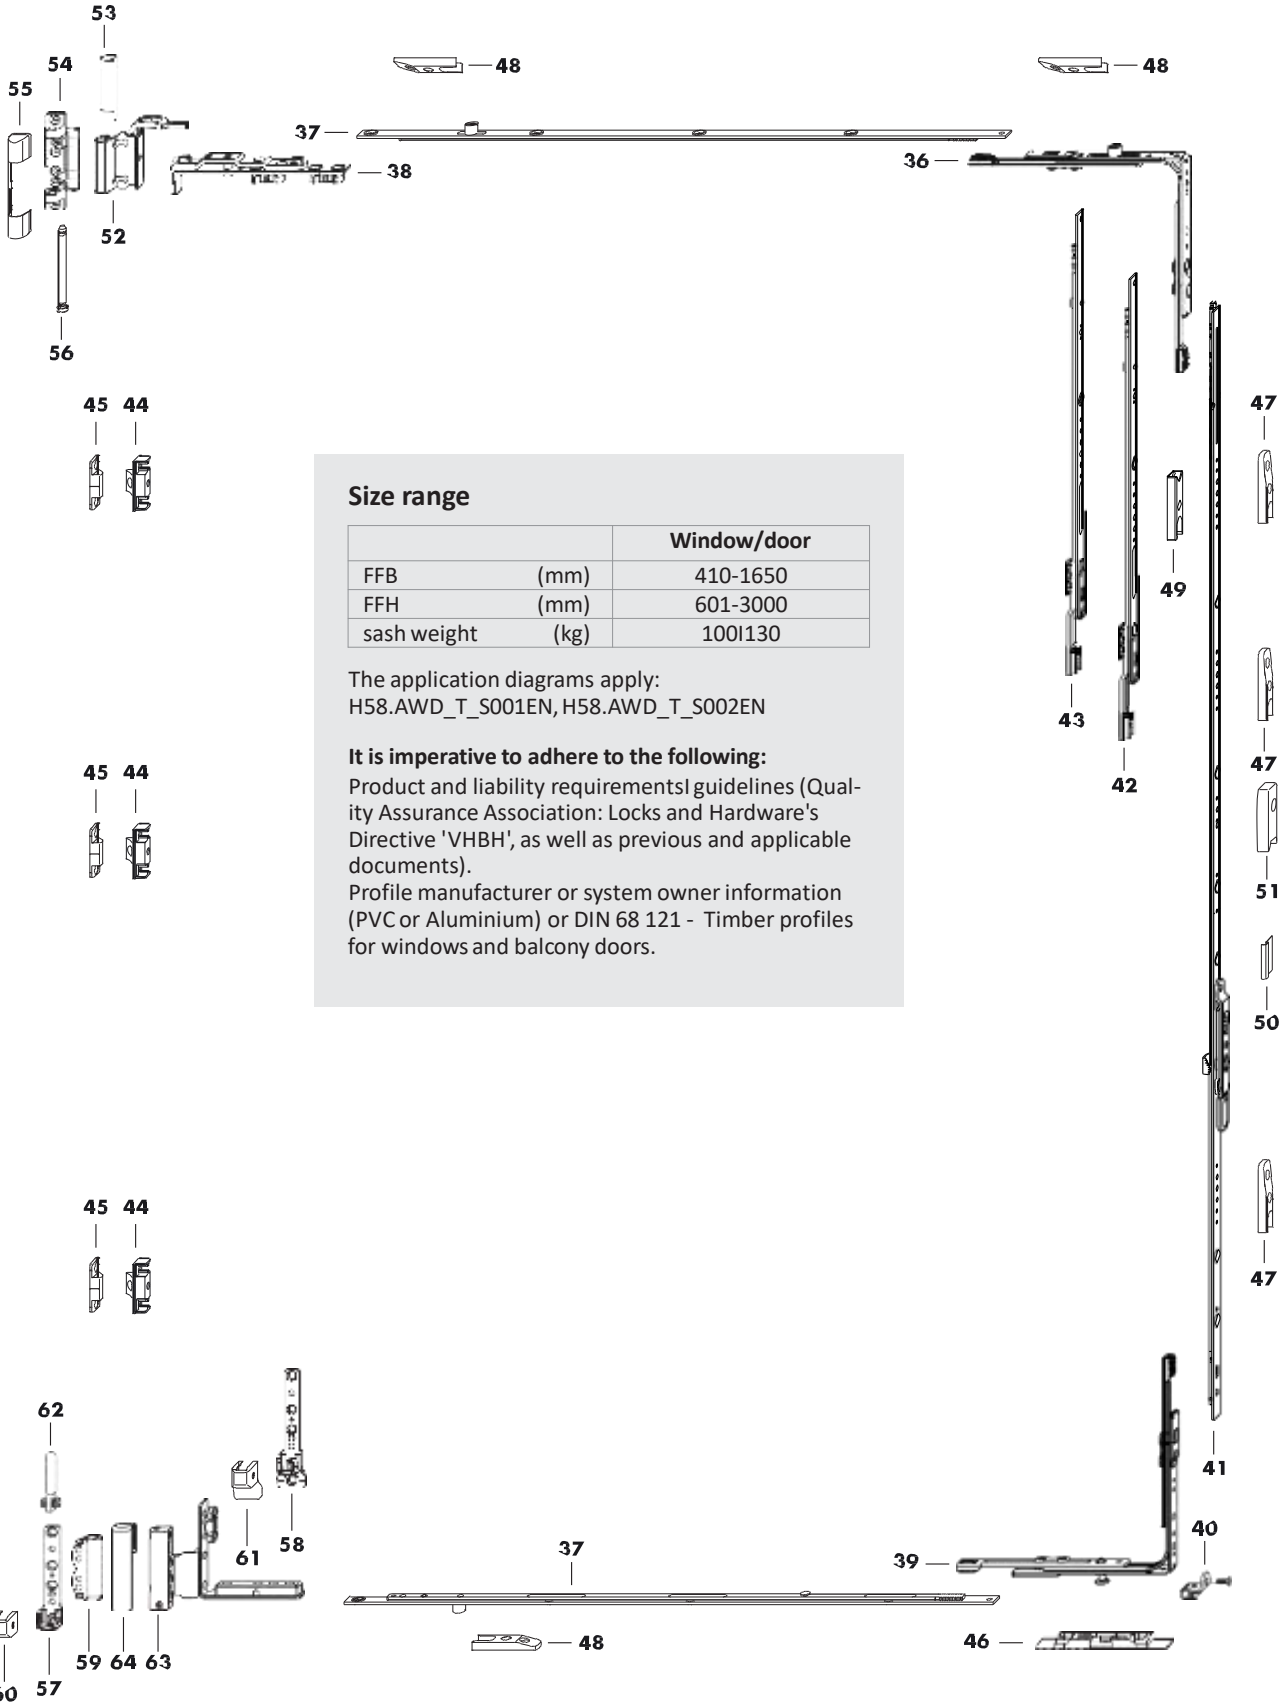 53
54
48
48
55
37
36
38
52
56
45 44
47
Size range
Window/door
FFB (mm) 410-1650
FFH (mm) 601-3000
sash weight (kg) 100I130
The application diagrams apply:
H58.AWD_T_S001EN, H58.AWD_T_S002EN
It is imperative to adhere to the following:
Product and liability requirementsI guidelines (Qual-
ity Assurance Association: Locks and Hardware's
Directive 'VHBH', as well as previous and applicable
documents).
Profile manufacturer or system owner information
(PVC or Aluminium) or DIN 68 121 - Timber profiles
for windows and balcony doors.
49
43
47
45 44
42
51
50
45 44
47
62
41
40
58
61
37
39
48
46
59 64 63
57